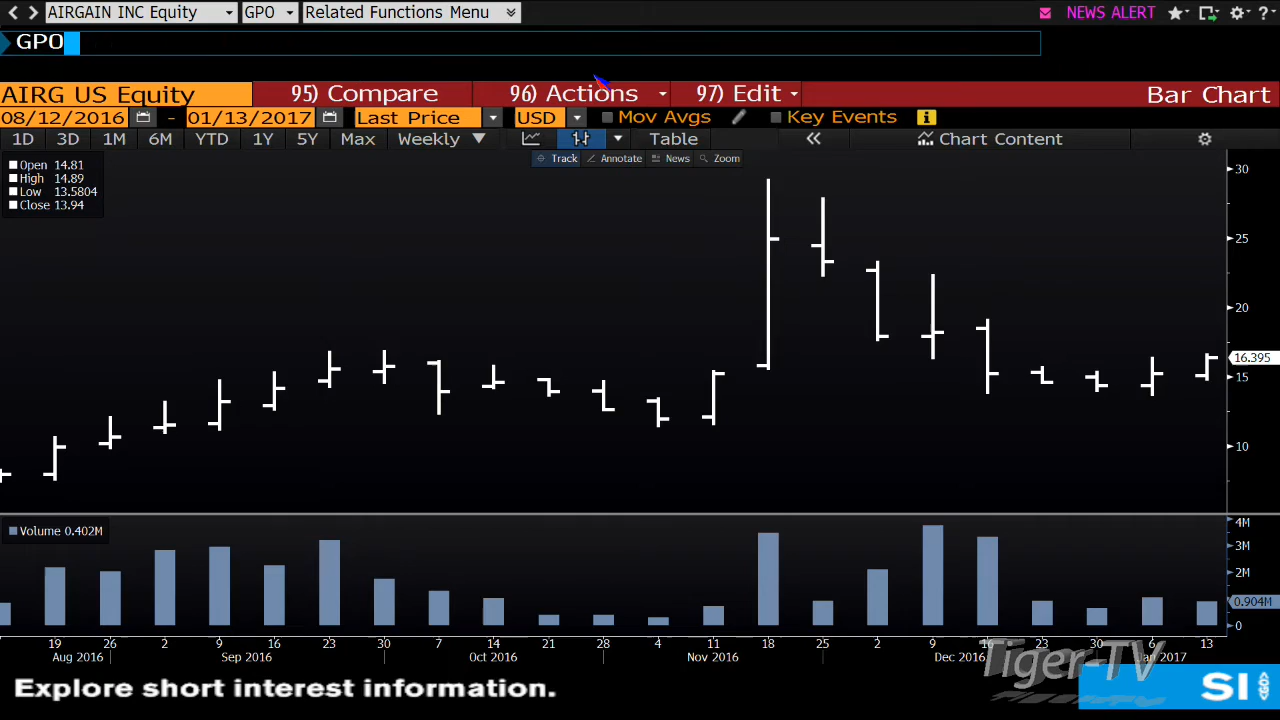 AIRGAIN INC Equity GPO Related Functions Menu NEWS ALERT ?
GPO
AIRG US Equity 95) Compare 96) Actions 97) Edit Bar Chart
08/12/2016 - 01/13/2017 Last Price USD Mov Avgs Key Events i
1D 3D 1M 6M YTD 1Y 5Y Max Weekly Table Chart Content
Track Annotate News Zoom
Open 14.81
High 14.89
Low 13.5804
Close 13.94
30
25
20
16.395
15
10
Volume 0.402M
4M
3M
2M
0.904M
0
19 26 2 9 16 23 30 7 14 21 28 4 11 18 25 2 9 16 23 30 6 13
Aug 2016 Sep 2016 Oct 2016 Nov 2016 Dec 2016 Jan 2017
Tiger-TV
Explore short interest information. SI